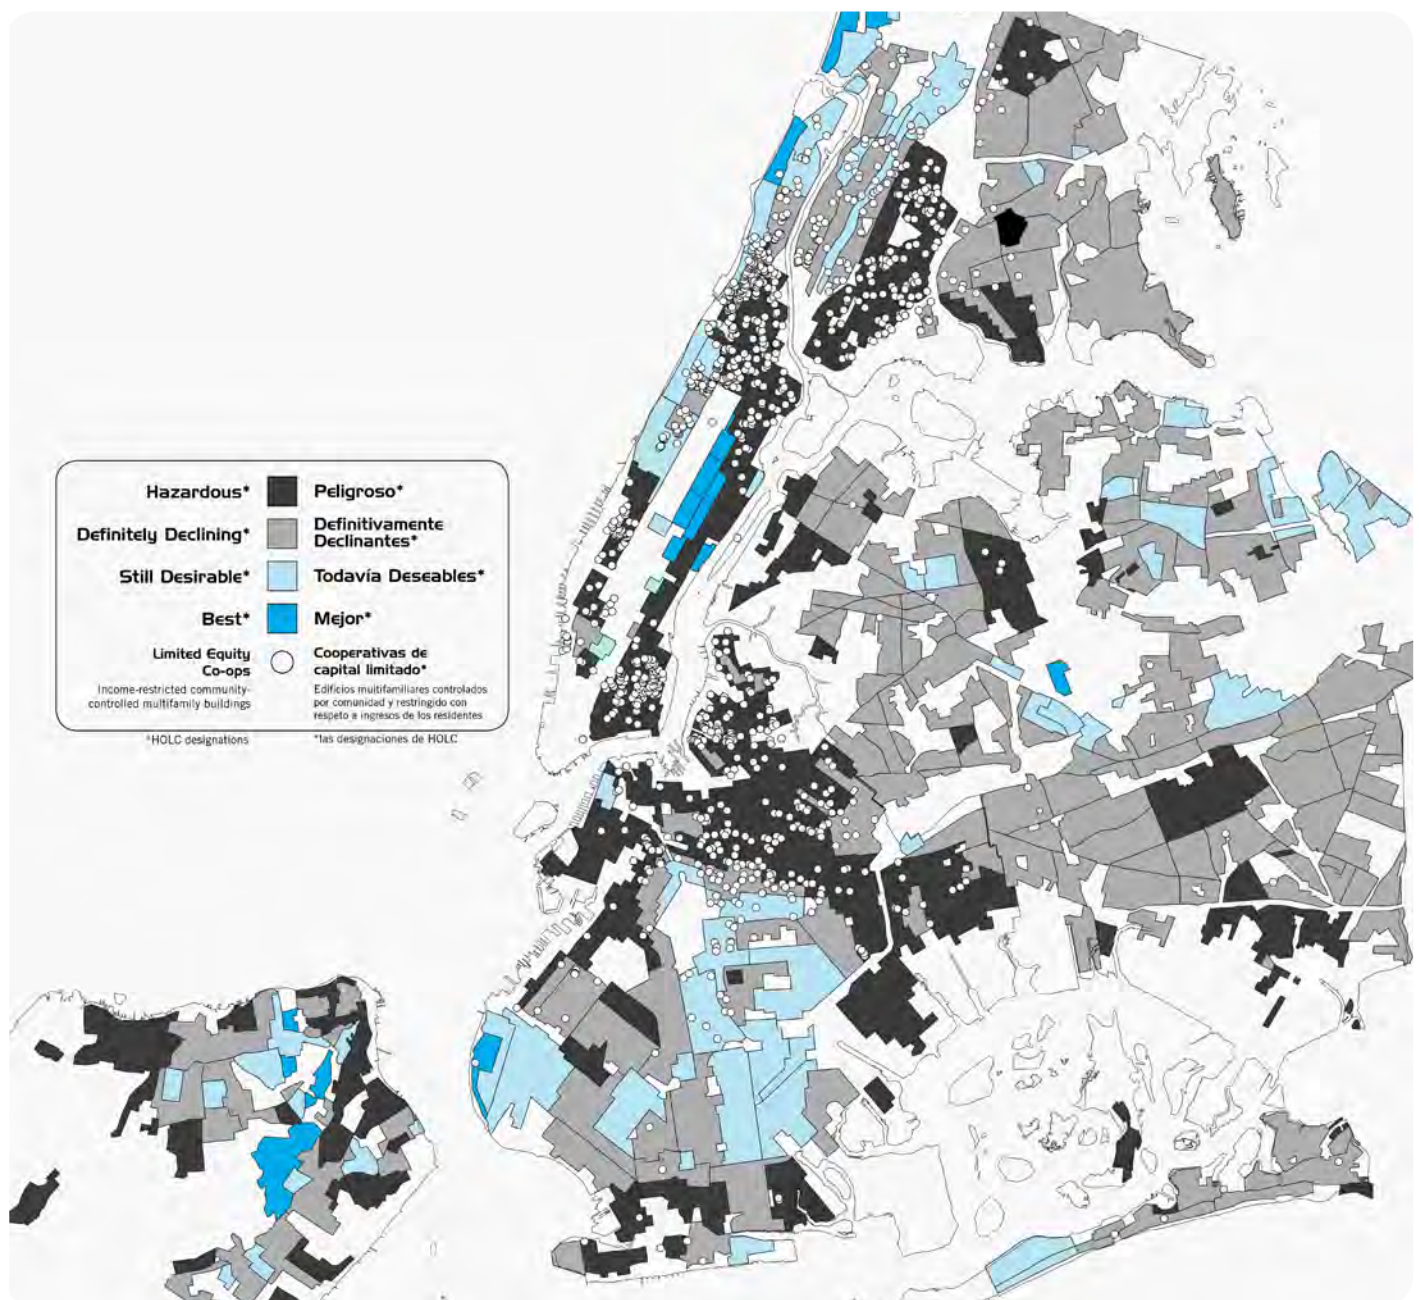 Hazardous*
Peligroso*
Definitely Declining*
Definitivamente
Declinantes*
Still Desirable*
Todavía Deseables*
Best*
Mejor*
Limited Equity
Co-ops
Income-restricted community-
controlled multifamily buildings
Cooperativas de
capital limitado*
Edificios multifamiliares controlados
por comunidad y restringido con
respeto a ingresos de los residentes
*HOLC designations
*las designaciones de HOLC